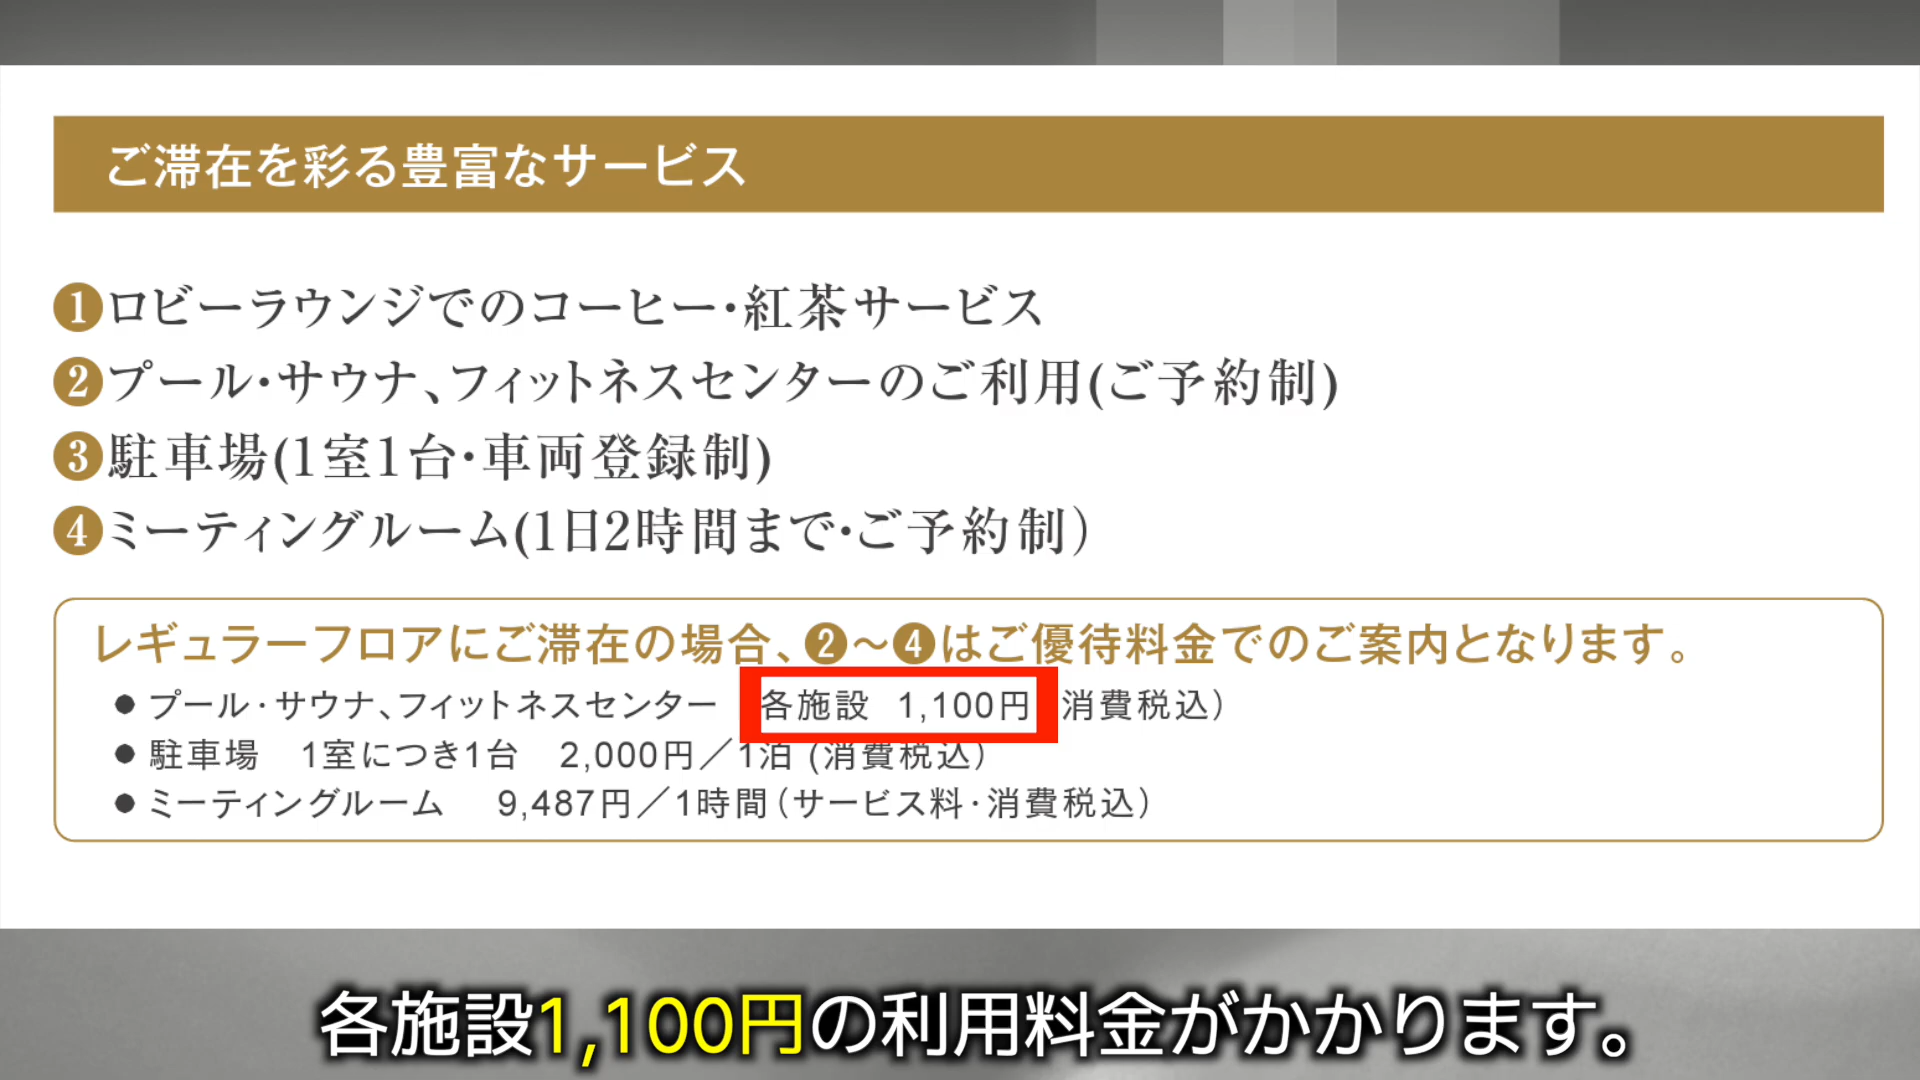 ご滞在を彩る豊富なサービス
❶ロビーラウンジでのコーヒー・紅茶サービス
❷プール・サウナ、フィットネスセンターのご利用(ご予約制)
❸駐車場(1室1台・車両登録制)
❹ミーティングルーム(1日2時間まで・ご予約制)
レギュラーフロアにご滞在の場合、❷～❹はご優待料金でのご案内となります。
● プール・サウナ、フィットネスセンター 各施設 1,100円 消費税込)
● 駐車場 1室につき1台 2,000円／1泊 (消費税込)
● ミーティングルーム 9,487円／1時間(サービス料・消費税込)
各施設1,100円の利用料金がかかります。